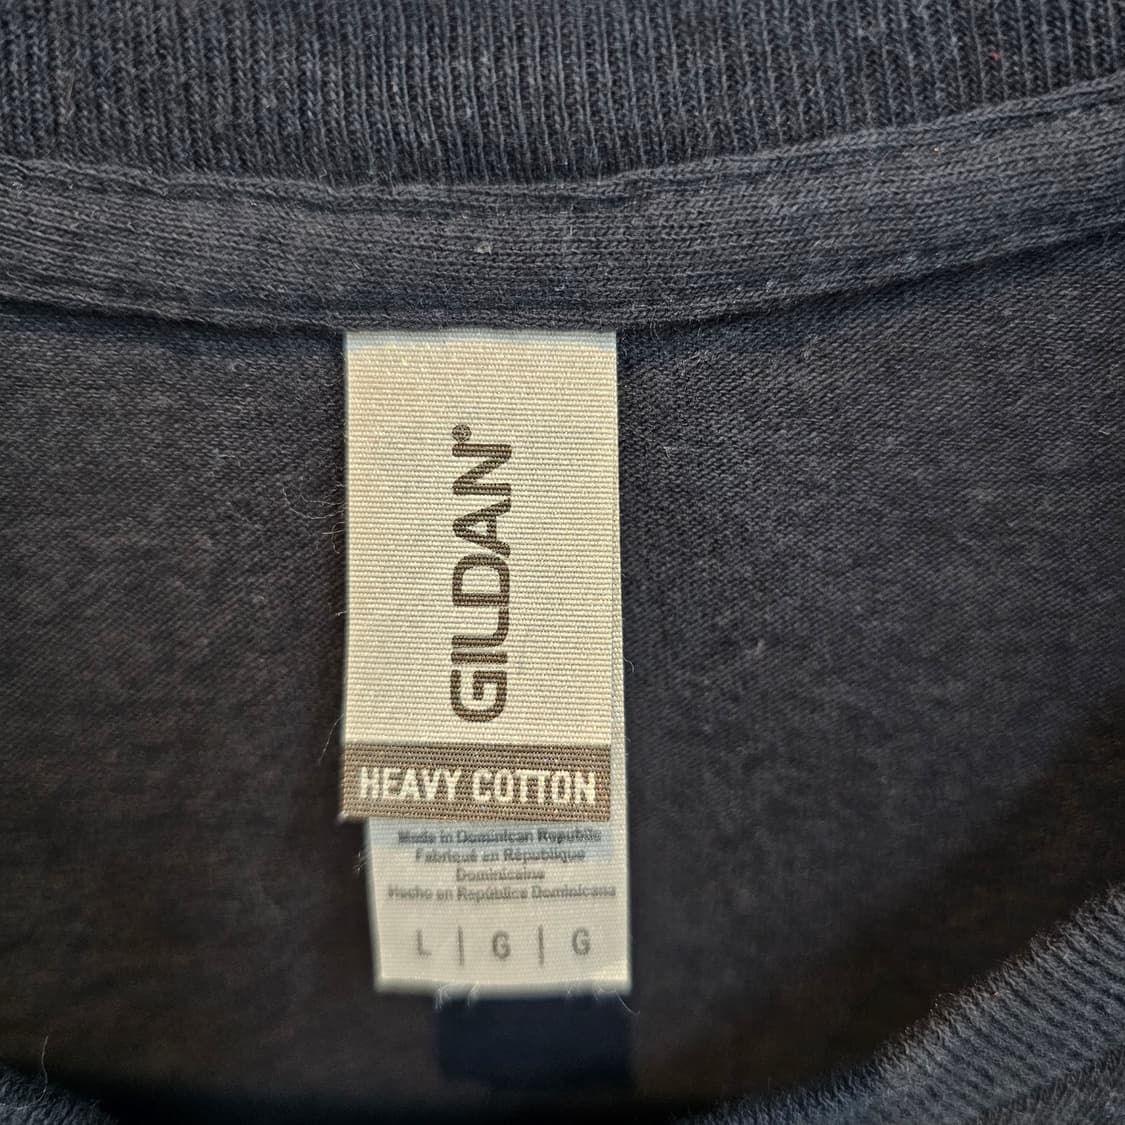 GILDAN®
HEAVY COTTON
Made in Dominican Republic
Fabriqué en République
Dominicaine
Hecho en República Dominicana
L | G | G